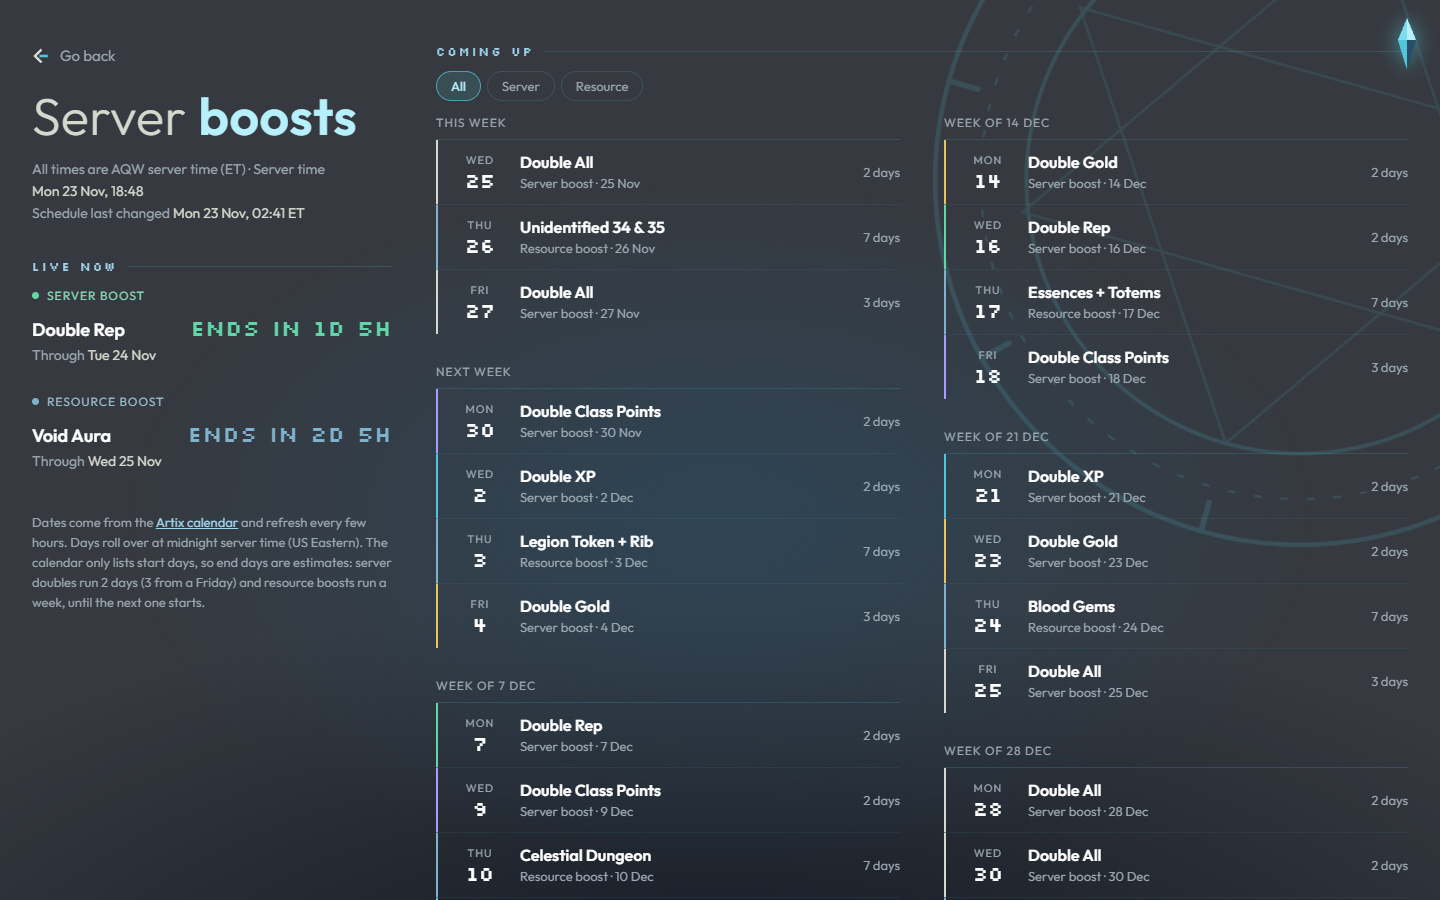 Go back
Server boosts
All times are AQW server time (ET) · Server time
Mon 23 Nov, 18:48
Schedule last changed Mon 23 Nov, 02:41 ET
LIVE NOW
SERVER BOOST
Double Rep
ENDS IN 1D 5H
Through Tue 24 Nov
RESOURCE BOOST
Void Aura
ENDS IN 2D 5H
Through Wed 25 Nov
Dates come from the Artix calendar and refresh every few
hours. Days roll over at midnight server time (US Eastern). The
calendar only lists start days, so end days are estimates: server
doubles run 2 days (3 from a Friday) and resource boosts run a
week, until the next one starts.
COMING UP
All
Server
Resource
THIS WEEK
WED
25
Double All
Server boost · 25 Nov
2 days
THU
26
Unidentified 34 & 35
Resource boost · 26 Nov
7 days
FRI
27
Double All
Server boost · 27 Nov
3 days
NEXT WEEK
MON
30
Double Class Points
Server boost · 30 Nov
2 days
WED
2
Double XP
Server boost · 2 Dec
2 days
THU
3
Legion Token + Rib
Resource boost · 3 Dec
7 days
FRI
4
Double Gold
Server boost · 4 Dec
3 days
WEEK OF 7 DEC
MON
7
Double Rep
Server boost · 7 Dec
2 days
WED
9
Double Class Points
Server boost · 9 Dec
2 days
THU
10
Celestial Dungeon
Resource boost · 10 Dec
7 days
WEEK OF 14 DEC
MON
14
Double Gold
Server boost · 14 Dec
2 days
WED
16
Double Rep
Server boost · 16 Dec
2 days
THU
17
Essences + Totems
Resource boost · 17 Dec
7 days
FRI
18
Double Class Points
Server boost · 18 Dec
3 days
WEEK OF 21 DEC
MON
21
Double XP
Server boost · 21 Dec
2 days
WED
23
Double Gold
Server boost · 23 Dec
2 days
THU
24
Blood Gems
Resource boost · 24 Dec
7 days
FRI
25
Double All
Server boost · 25 Dec
3 days
WEEK OF 28 DEC
MON
28
Double All
Server boost · 28 Dec
2 days
WED
30
Double All
Server boost · 30 Dec
2 days